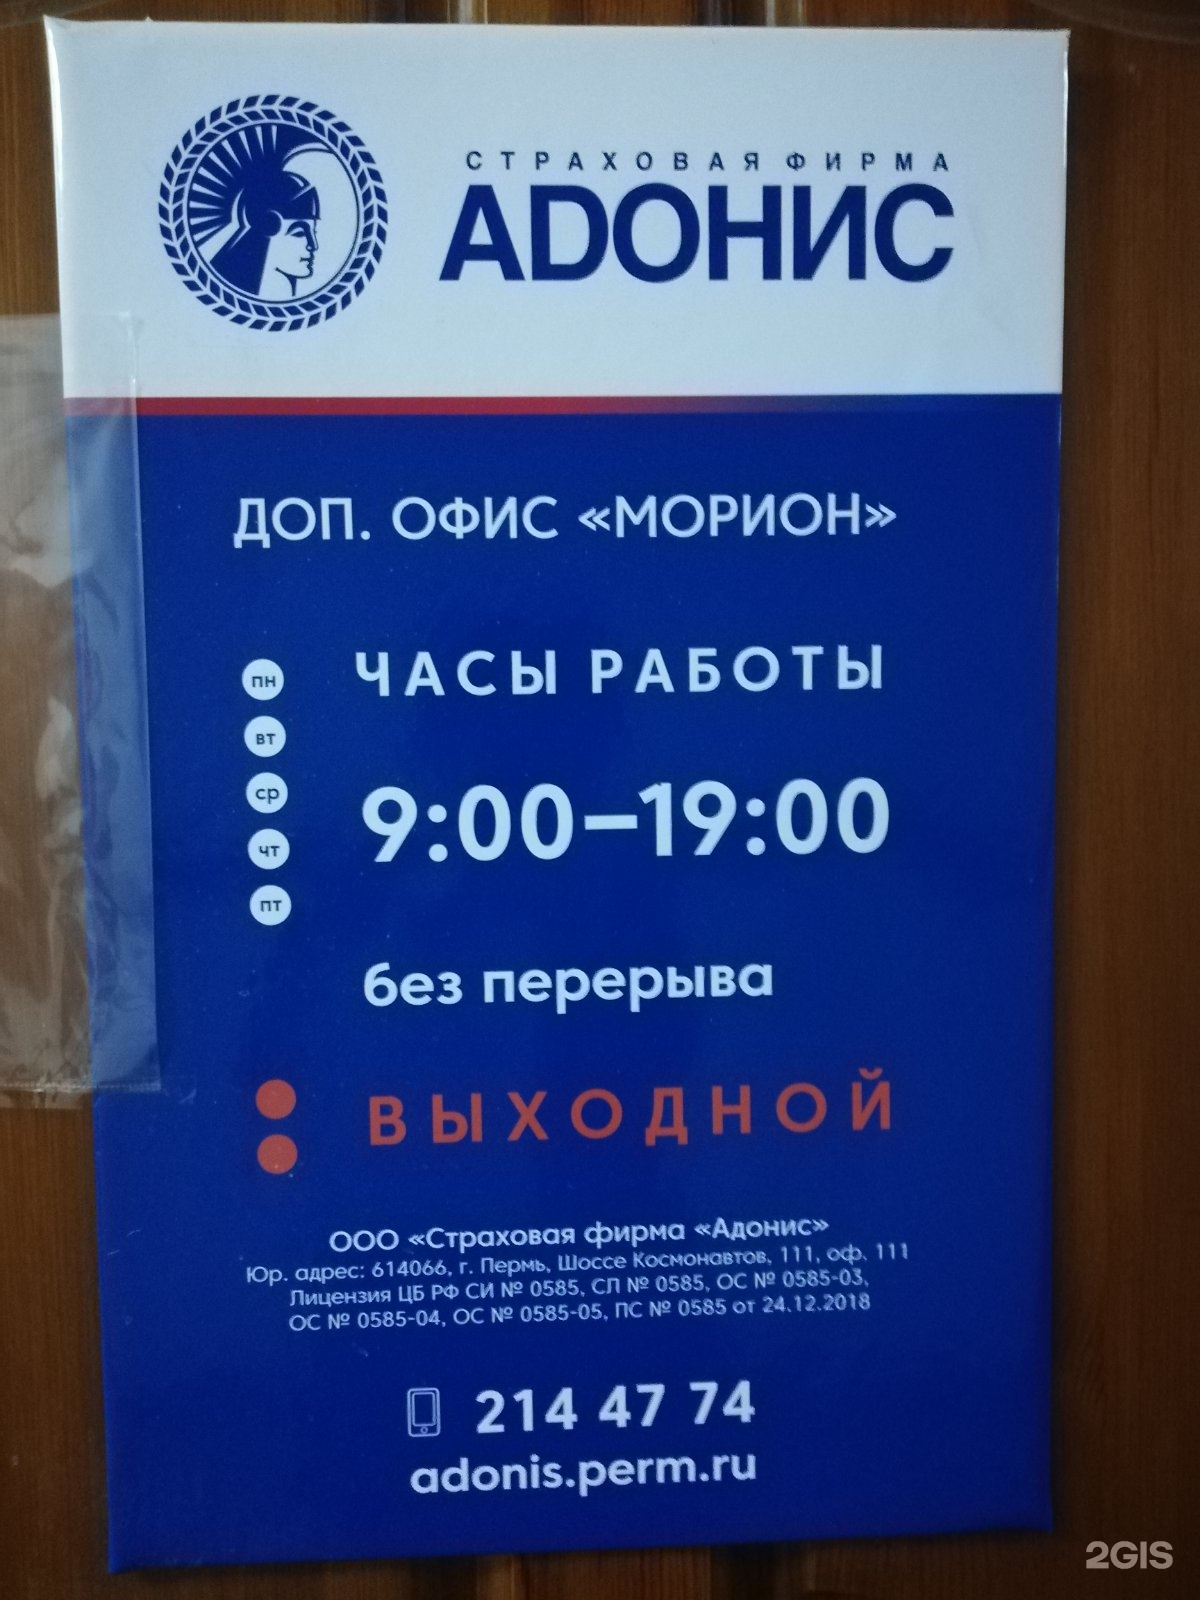 СТРАХОВАЯ ФИРМА
АДОНИС
ДОП. ОФИС «МОРИОН»
ЧАСЫ РАБОТЫ
пн
вт
ср
чт
пт
9:00–19:00
без перерыва
ВЫХОДНОЙ
ООО «Страховая фирма «Адонис»
Юр. адрес: 614066, г. Пермь, Шоссе Космонавтов, 111, оф. 111
Лицензия ЦБ РФ СИ № 0585, СЛ № 0585, ОС № 0585-03,
ОС № 0585-04, ОС № 0585-05, ПС № 0585 от 24.12.2018
214 47 74
adonis.perm.ru
2GIS